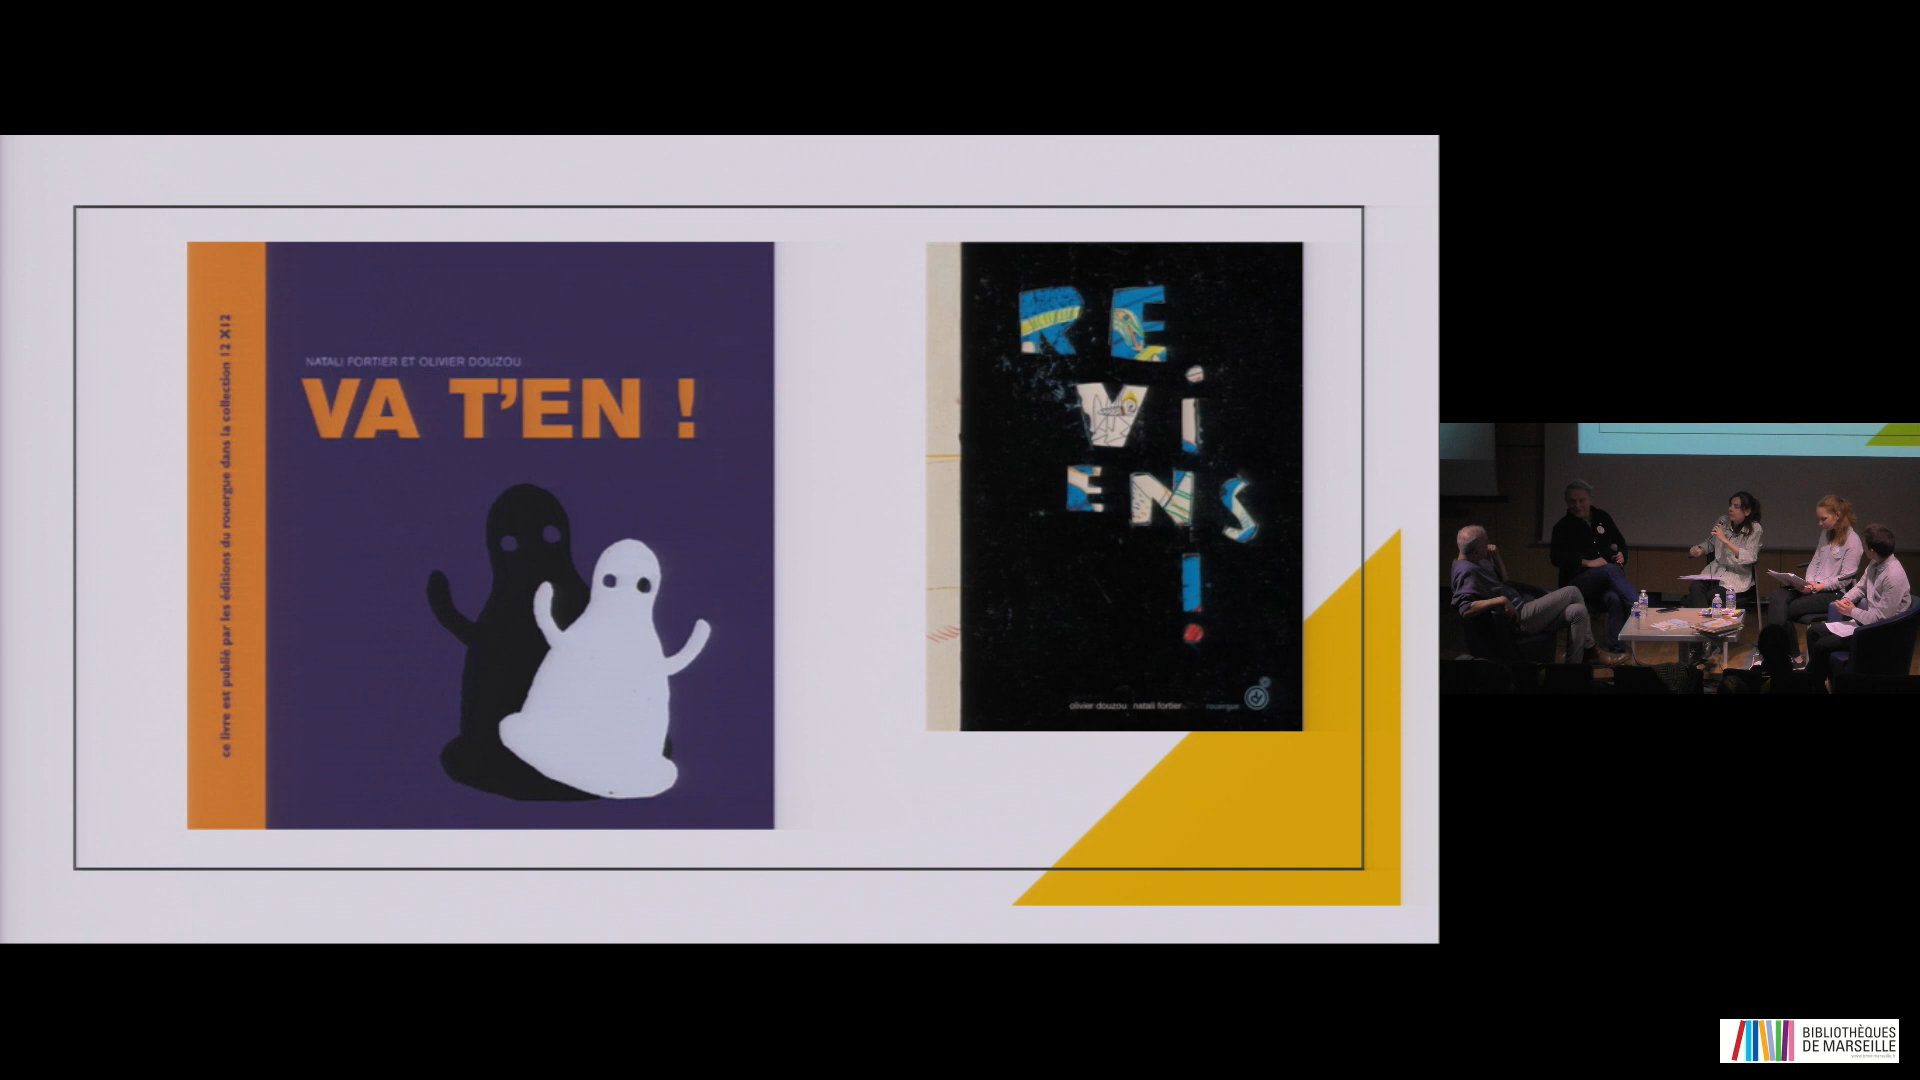 ce livre est publié par les éditions du rouergue dans la collection 12 X 12
NATALI FORTIER ET OLIVIER DOUZOU
VA T'EN !
RE
Vi
ENS
!
olivier douzou natali fortier
rouergue
BIBLIOTHÈQUES
DE MARSEILLE